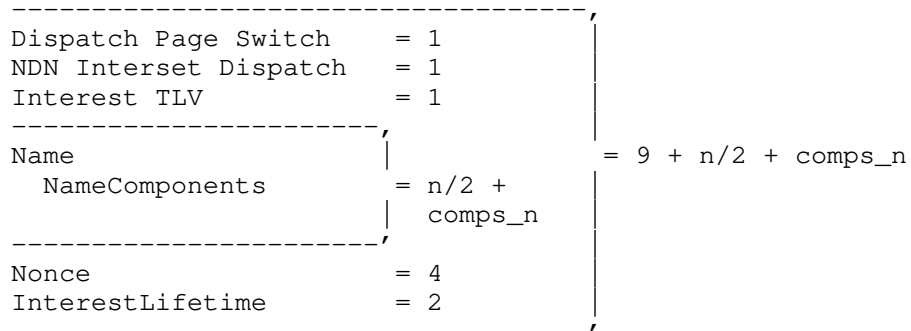 ------------------------------------,
Dispatch Page Switch    = 1           |
NDN Interset Dispatch   = 1           |
Interest TLV            = 1           |
-----------------------,              |
Name                   |              = 9 + n/2 + comps_n
  NameComponents       = n/2 +        |
                       |  comps_n     |
-----------------------'              |
Nonce                   = 4           |
InterestLifetime        = 2           |
                                    ,